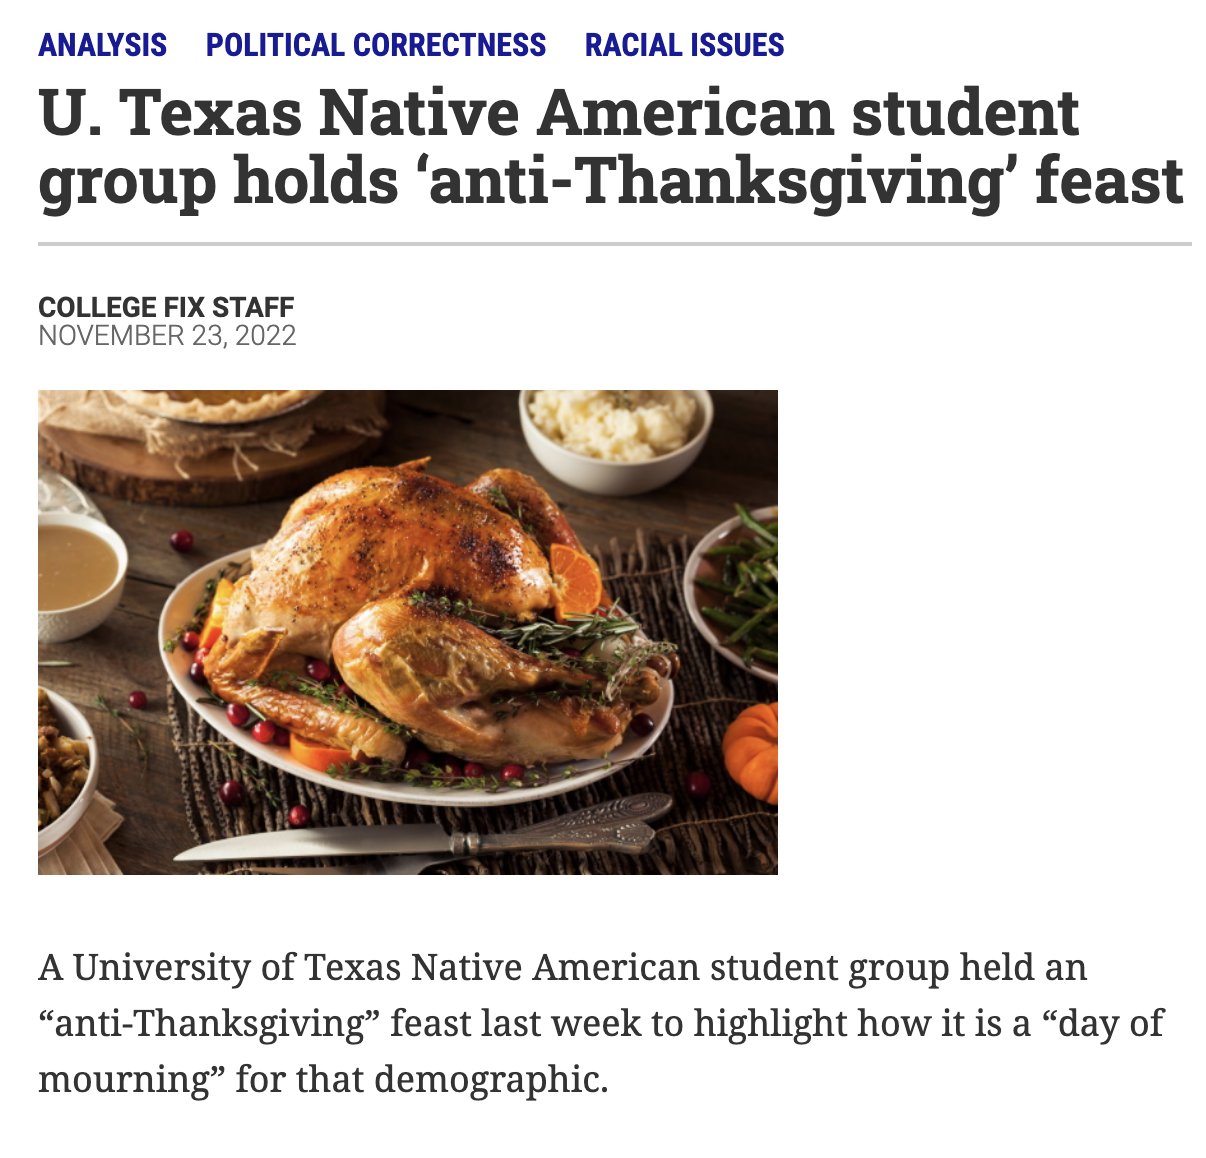 ANALYSIS POLITICAL CORRECTNESS RACIAL ISSUES
U. Texas Native American student
group holds ‘anti-Thanksgiving’ feast
COLLEGE FIX STAFF
NOVEMBER 23, 2022
A University of Texas Native American student group held an
“anti-Thanksgiving” feast last week to highlight how it is a “day of
mourning” for that demographic.